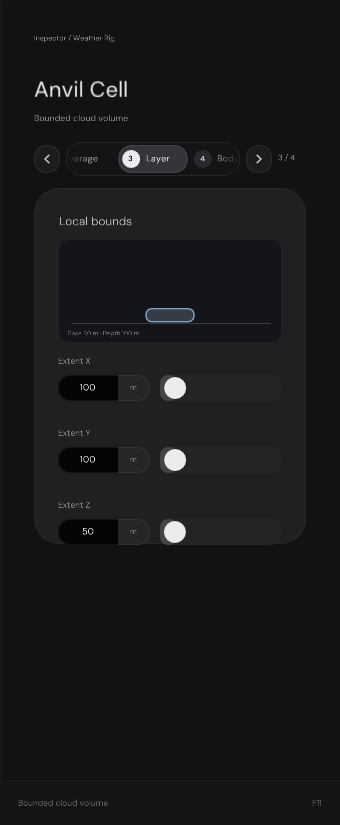 Inspector / Weather Rig
Anvil Cell
Bounded cloud volume
erage 3 Layer 4 Body 3 / 4
Local bounds
Base 50 m · Depth 100 m
Extent X
100 m
Extent Y
100 m
Extent Z
50 m
Bounded cloud volume F11